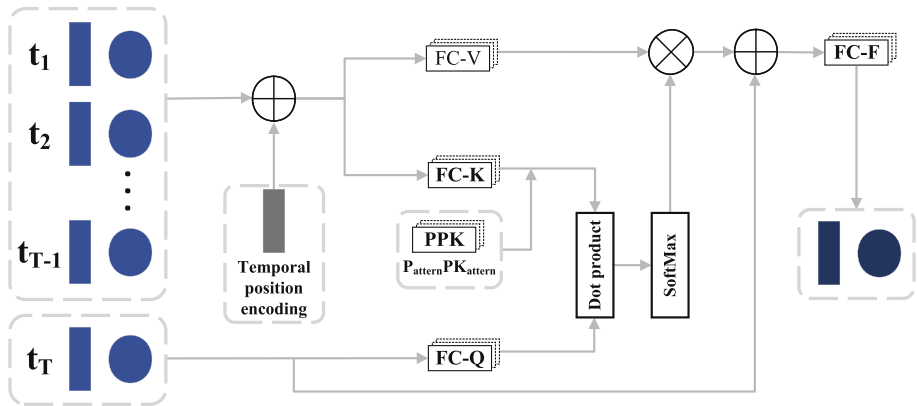 t1
t2
tT-1
tT
Temporal
position
encoding
FC-V
FC-K
PPK
PatternPKattern
FC-Q
Dot product
SoftMax
FC-F